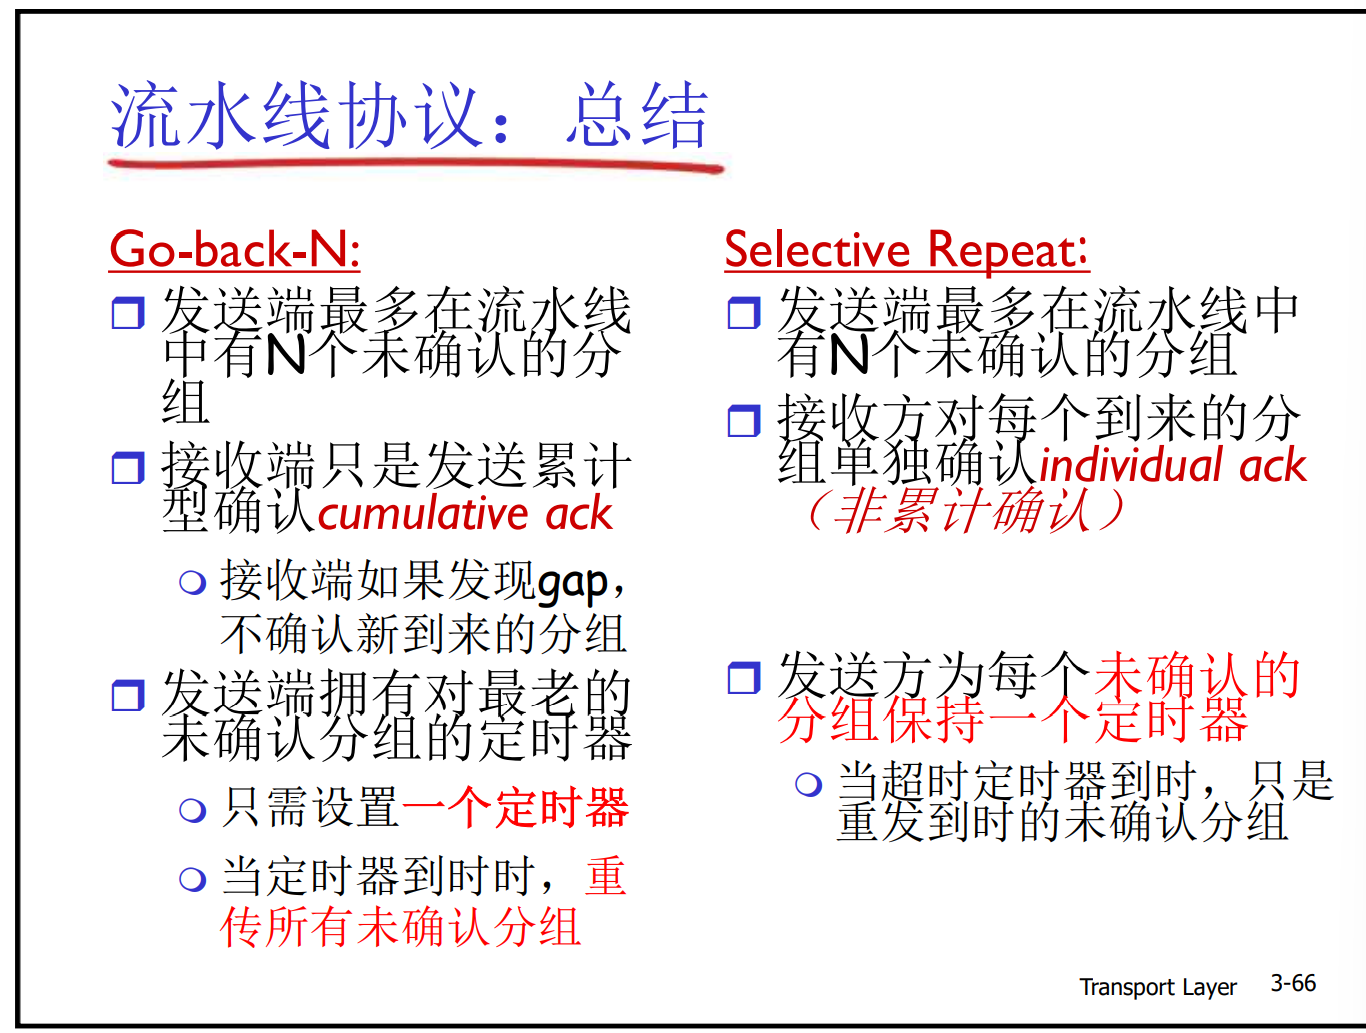 流水线协议：总结
Go-back-N:
发送端最多在流水线
中有N个未确认的分
组
接收端只是发送累计
型确认cumulative ack
接收端如果发现gap，
不确认新到来的分组
发送端拥有对最老的
未确认分组的定时器
只需设置一个定时器
当定时器到时时，重
传所有未确认分组
Selective Repeat:
发送端最多在流水线中
有N个未确认的分组
接收方对每个到来的分
组单独确认individual ack
（非累计确认）
发送方为每个未确认的
分组保持一个定时器
当超时定时器到时，只是
重发到时的未确认分组
Transport Layer 3-66